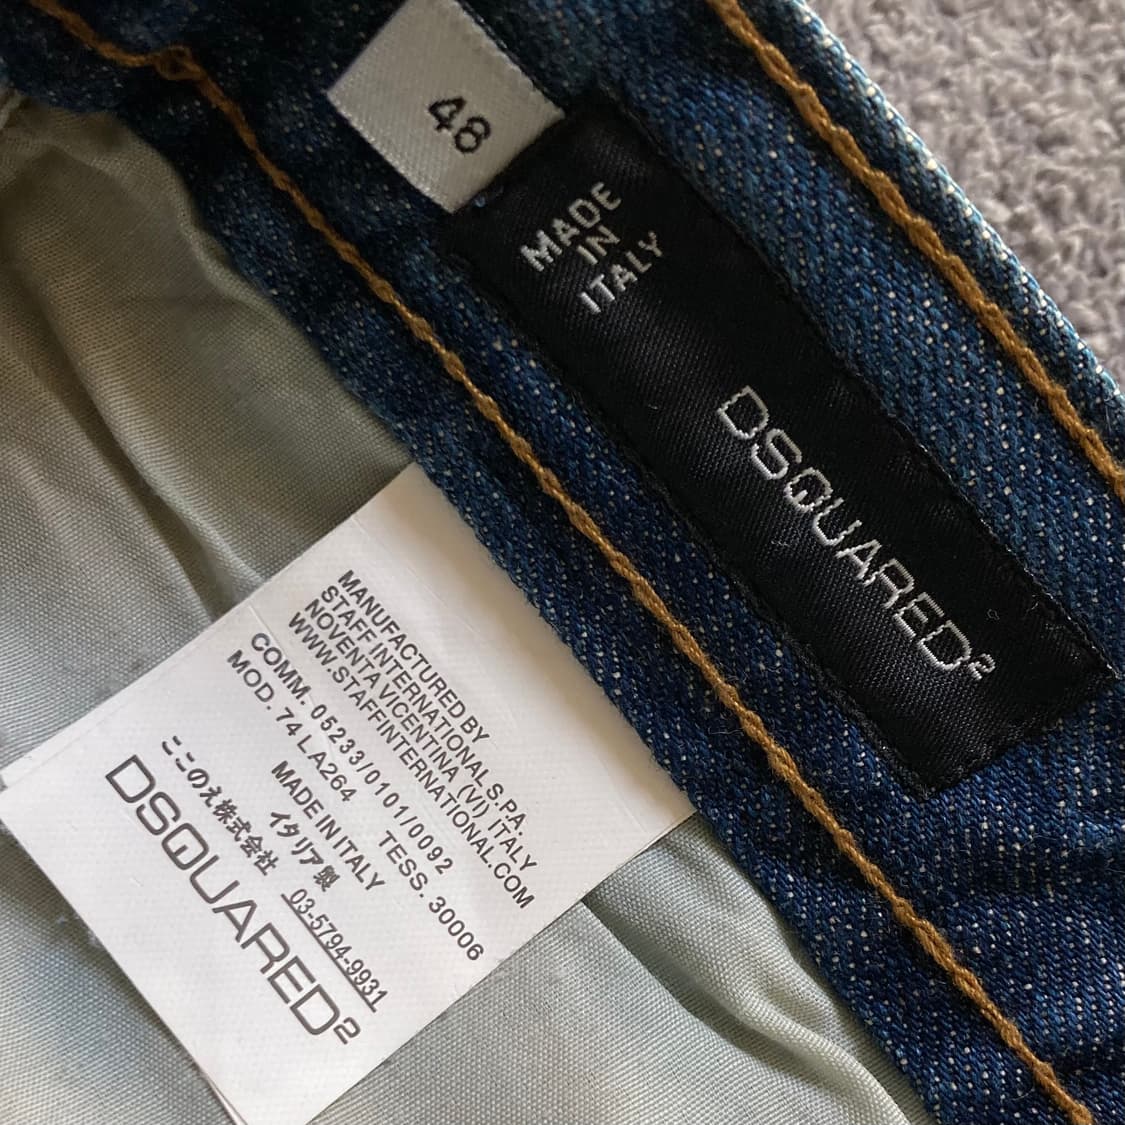 48
MADE
IN
ITALY
DSQUARED2
MANUFACTURED BY
STAFF INTERNATIONAL S.P.A.
NOVENTA VICENTINA (VI) ITALY
WWW.STAFFINTERNATIONAL.COM
COMM. 05233/0101/0092
MOD. 74 LA264 TESS. 30006
MADE IN ITALY
イタリア製
ここのえ株式会社 03-5794-9931
DSQUARED2